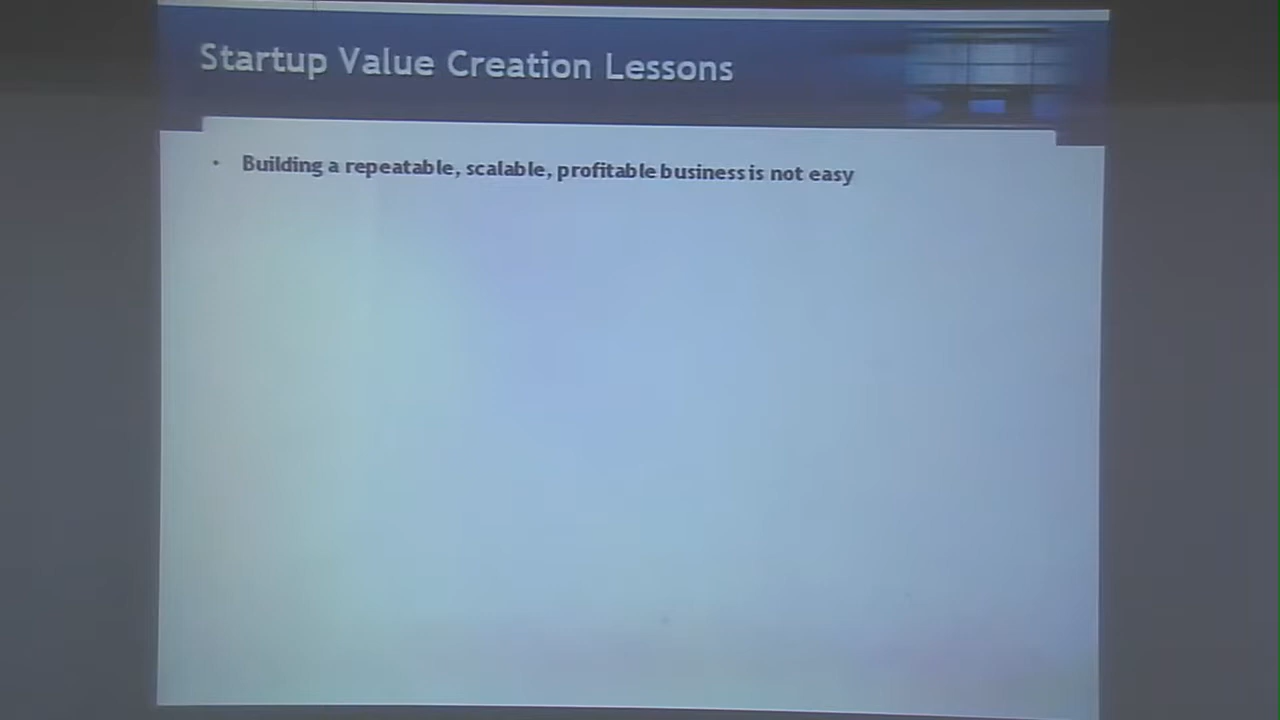 Startup Value Creation Lessons
• Building a repeatable, scalable, profitable business is not easy